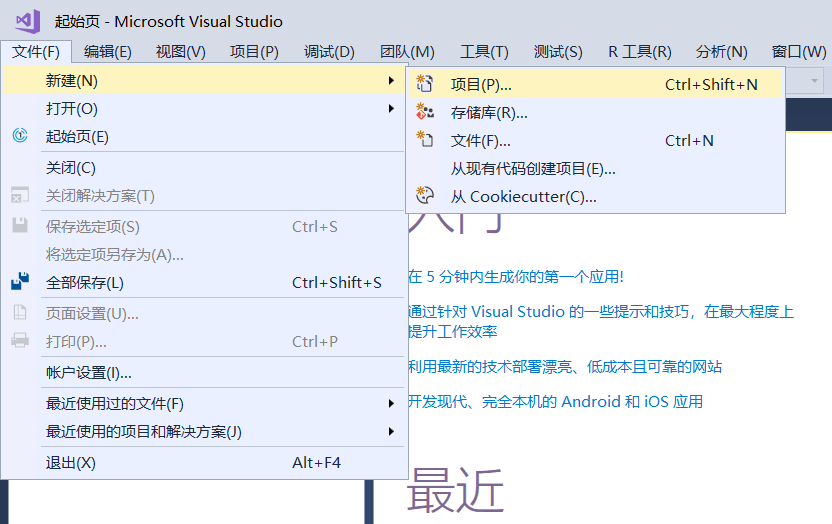 起始页 - Microsoft Visual Studio
文件(F) 编辑(E) 视图(V) 项目(P) 调试(D) 团队(M) 工具(T) 测试(S) R 工具(R) 分析(N) 窗口(W)
新建(N)
打开(O)
起始页(E)
关闭(C)
关闭解决方案(T)
保存选定项(S) Ctrl+S
将选定项另存为(A)...
全部保存(L) Ctrl+Shift+S
页面设置(U)...
打印(P)... Ctrl+P
帐户设置(I)...
最近使用过的文件(F)
最近使用的项目和解决方案(J)
退出(X) Alt+F4
项目(P)... Ctrl+Shift+N
存储库(R)...
文件(F)... Ctrl+N
从现有代码创建项目(E)...
从 Cookiecutter(C)...
入门
在 5 分钟内生成你的第一个应用!
通过针对 Visual Studio 的一些提示和技巧，在最大程度上
提升工作效率
利用最新的技术部署漂亮、低成本且可靠的网站
开发现代、完全本机的 Android 和 iOS 应用
最近